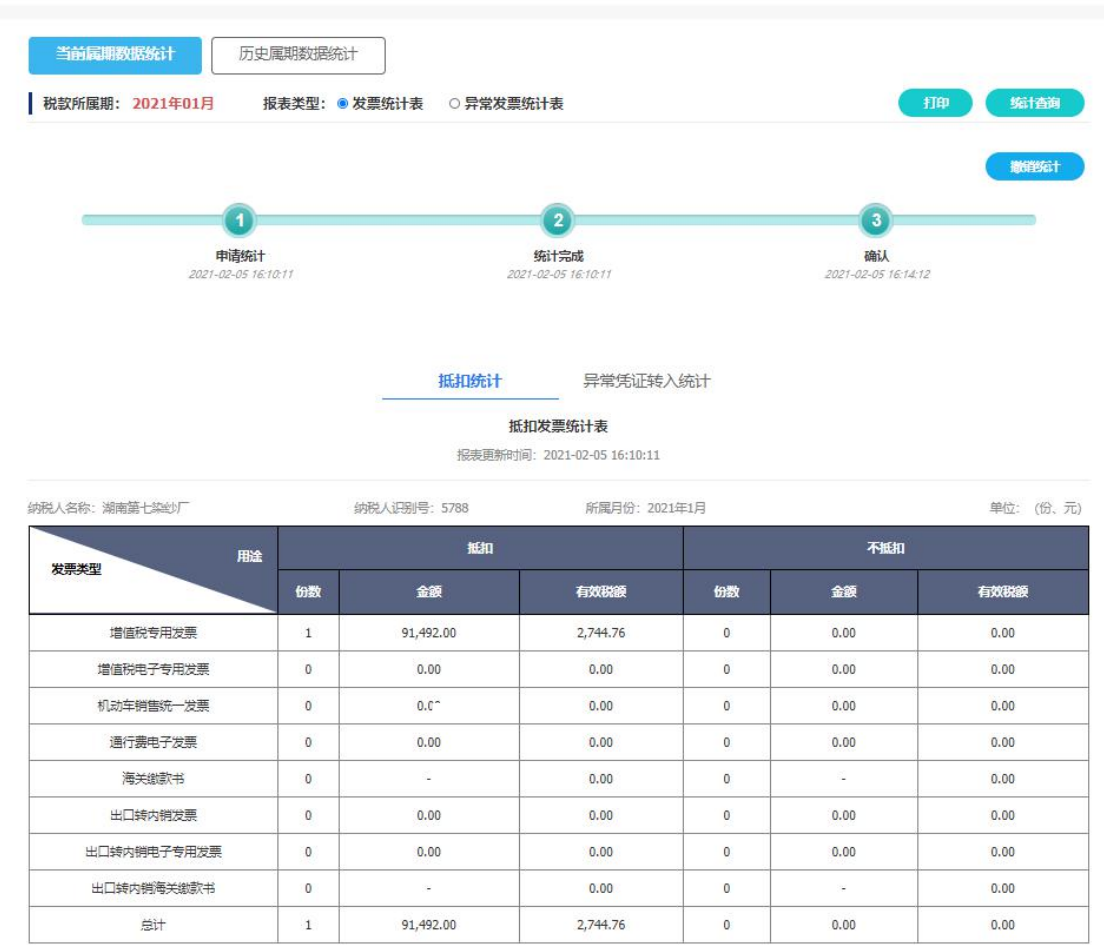 当前属期数据统计 历史属期数据统计
税款所属期： 2021年01月 报表类型： 发票统计表 异常发票统计表 打印 统计查询
撤销统计
1 2 3
申请统计 统计完成 确认
2021-02-05 16:10:11 2021-02-05 16:10:11 2021-02-05 16:14:12
抵扣统计 异常凭证转入统计
抵扣发票统计表
报表更新时间：2021-02-05 16:10:11
纳税人名称：湖南第七染纱厂 纳税人识别号：5788 所属月份：2021年1月 单位：（份、元)
用途 抵扣 不抵扣
发票类型
份数 金额 有效税额 份数 金额 有效税额
增值税专用发票 1 91,492.00 2,744.76 0 0.00 0.00
增值税电子专用发票 0 0.00 0.00 0 0.00 0.00
机动车销售统一发票 0 0.00 0 0.00 0.00
通行费电子发票 0 0.00 0.00 0 0.00 0.00
海关缴款书 0 - 0.00 0 - 0.00
出口转内销发票 0 0.00 0.00 0 0.00 0.00
出口转内销电子专用发票 0 0.00 0.00 0 0.00 0.00
出口转内销海关缴款书 0 - 0.00 0 - 0.00
总计 1 91,492.00 2,744.76 0 0.00 0.00